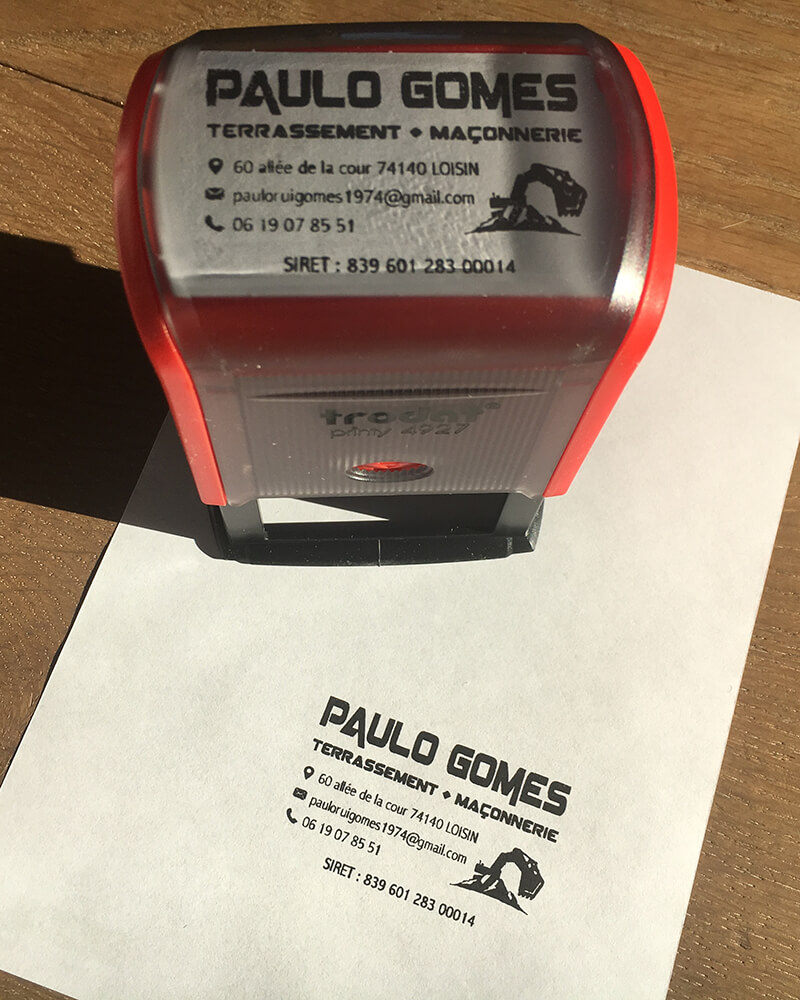 PAULO GOMES
TERRASSEMENT ◆ MAÇONNERIE
60 allée de la cour 74140 LOISIN
pauloruigomes1974@gmail.com
06 19 07 85 51
SIRET : 839 601 283 00014
trodat®
printy 4927
PAULO GOMES
TERRASSEMENT ◆ MAÇONNERIE
60 allée de la cour 74140 LOISIN
pauloruigomes1974@gmail.com
06 19 07 85 51
SIRET : 839 601 283 00014